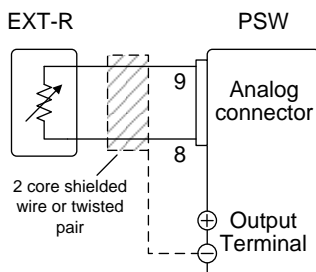 EXT-R
PSW
9
Analog
connector
8
2 core shielded
wire or twisted
pair
+
Output
Terminal
-